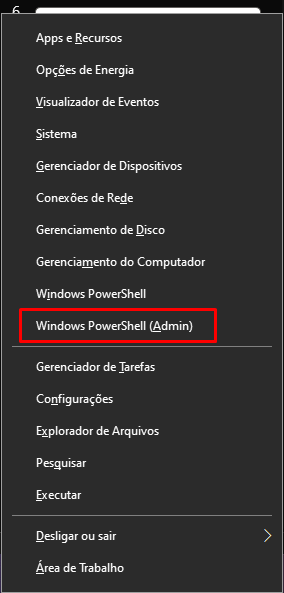 6
Apps e Recursos
Opções de Energia
Visualizador de Eventos
Sistema
Gerenciador de Dispositivos
Conexões de Rede
Gerenciamento de Disco
Gerenciamento do Computador
Windows PowerShell
Windows PowerShell (Admin)
Gerenciador de Tarefas
Configurações
Explorador de Arquivos
Pesquisar
Executar
Desligar ou sair
Área de Trabalho